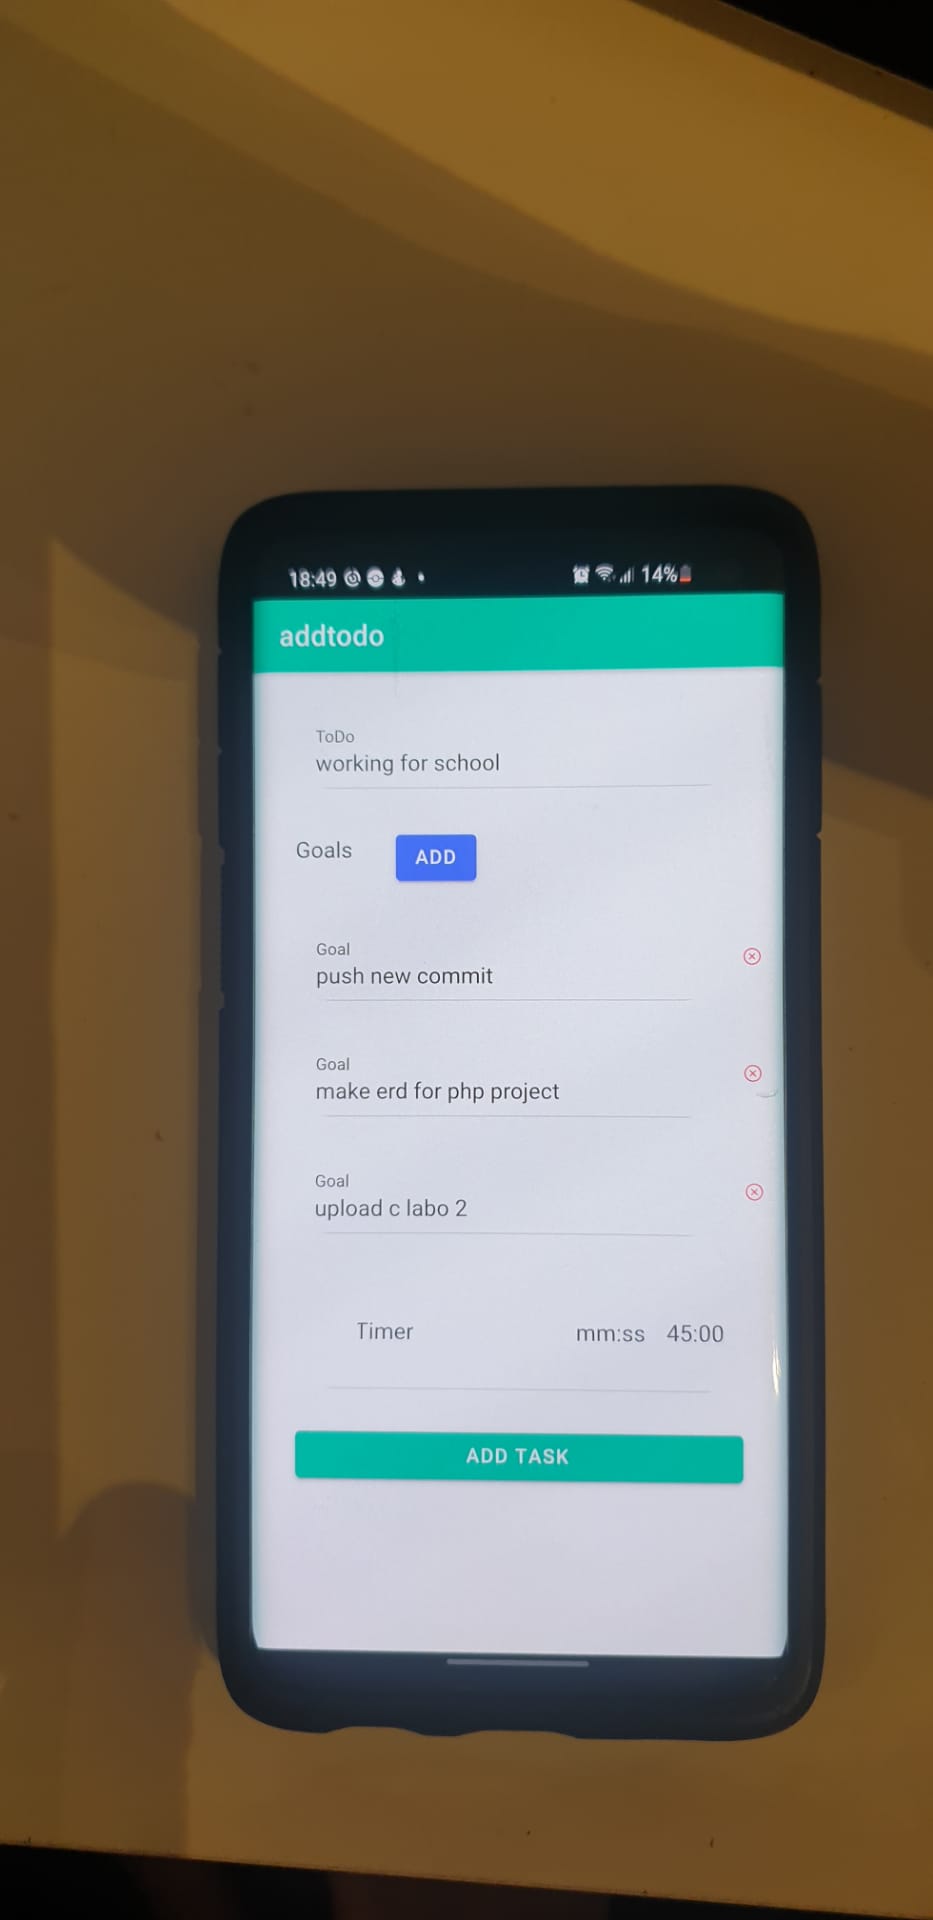 18:49 14%
addtodo
ToDo
working for school
Goals ADD
Goal
push new commit
Goal
make erd for php project
Goal
upload c labo 2
Timer mm:ss 45:00
ADD TASK